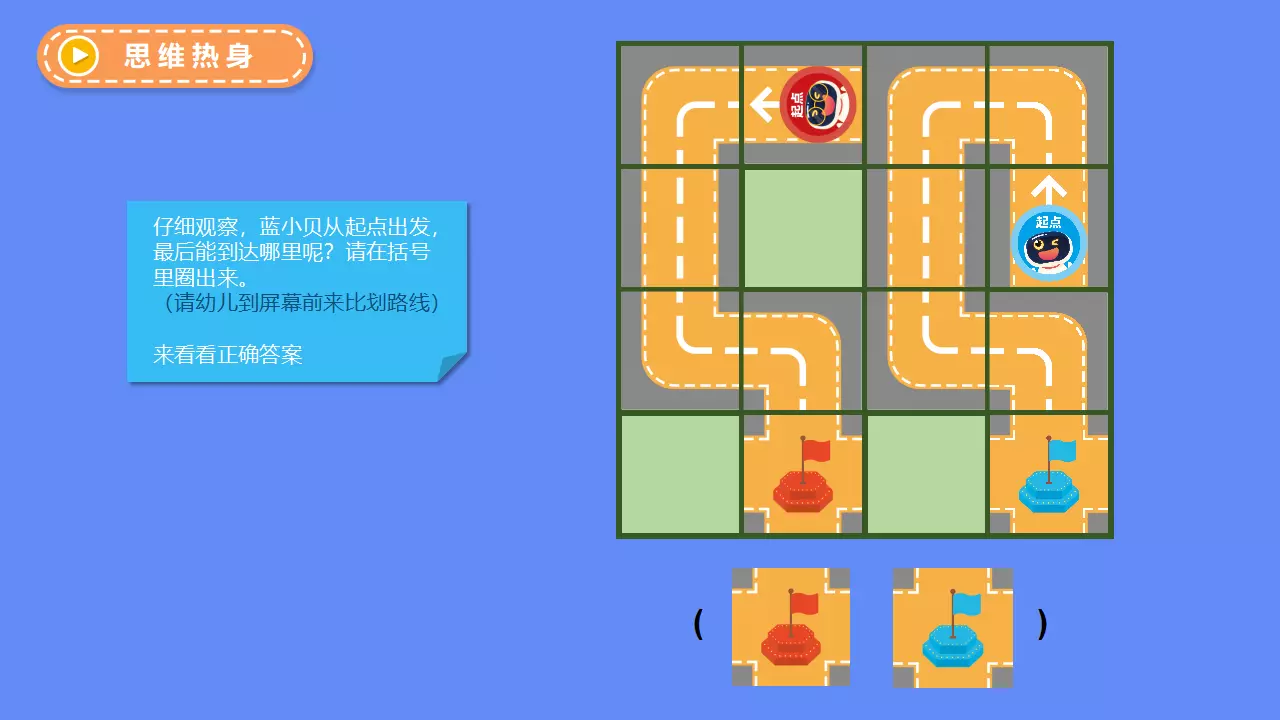 思维热身
起点
起点
仔细观察，蓝小贝从起点出发，
最后能到达哪里呢？请在括号
里圈出来。
（请幼儿到屏幕前来比划路线）
来看看正确答案
( )